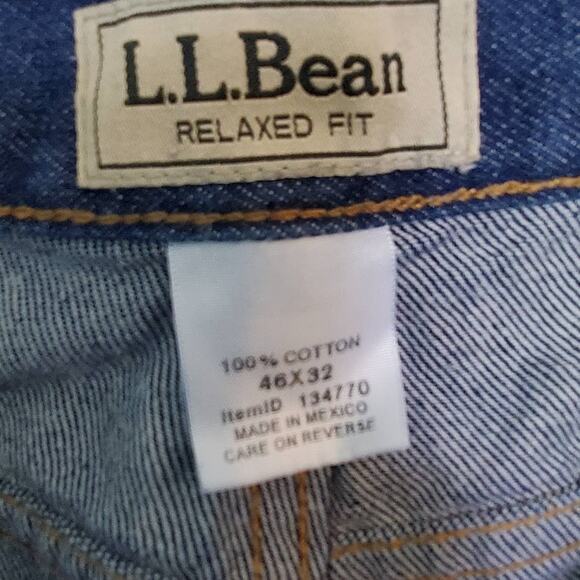 L.L.Bean
RELAXED FIT
100% COTTON
46X32
ItemID 134770
MADE IN MEXICO
CARE ON REVERSE